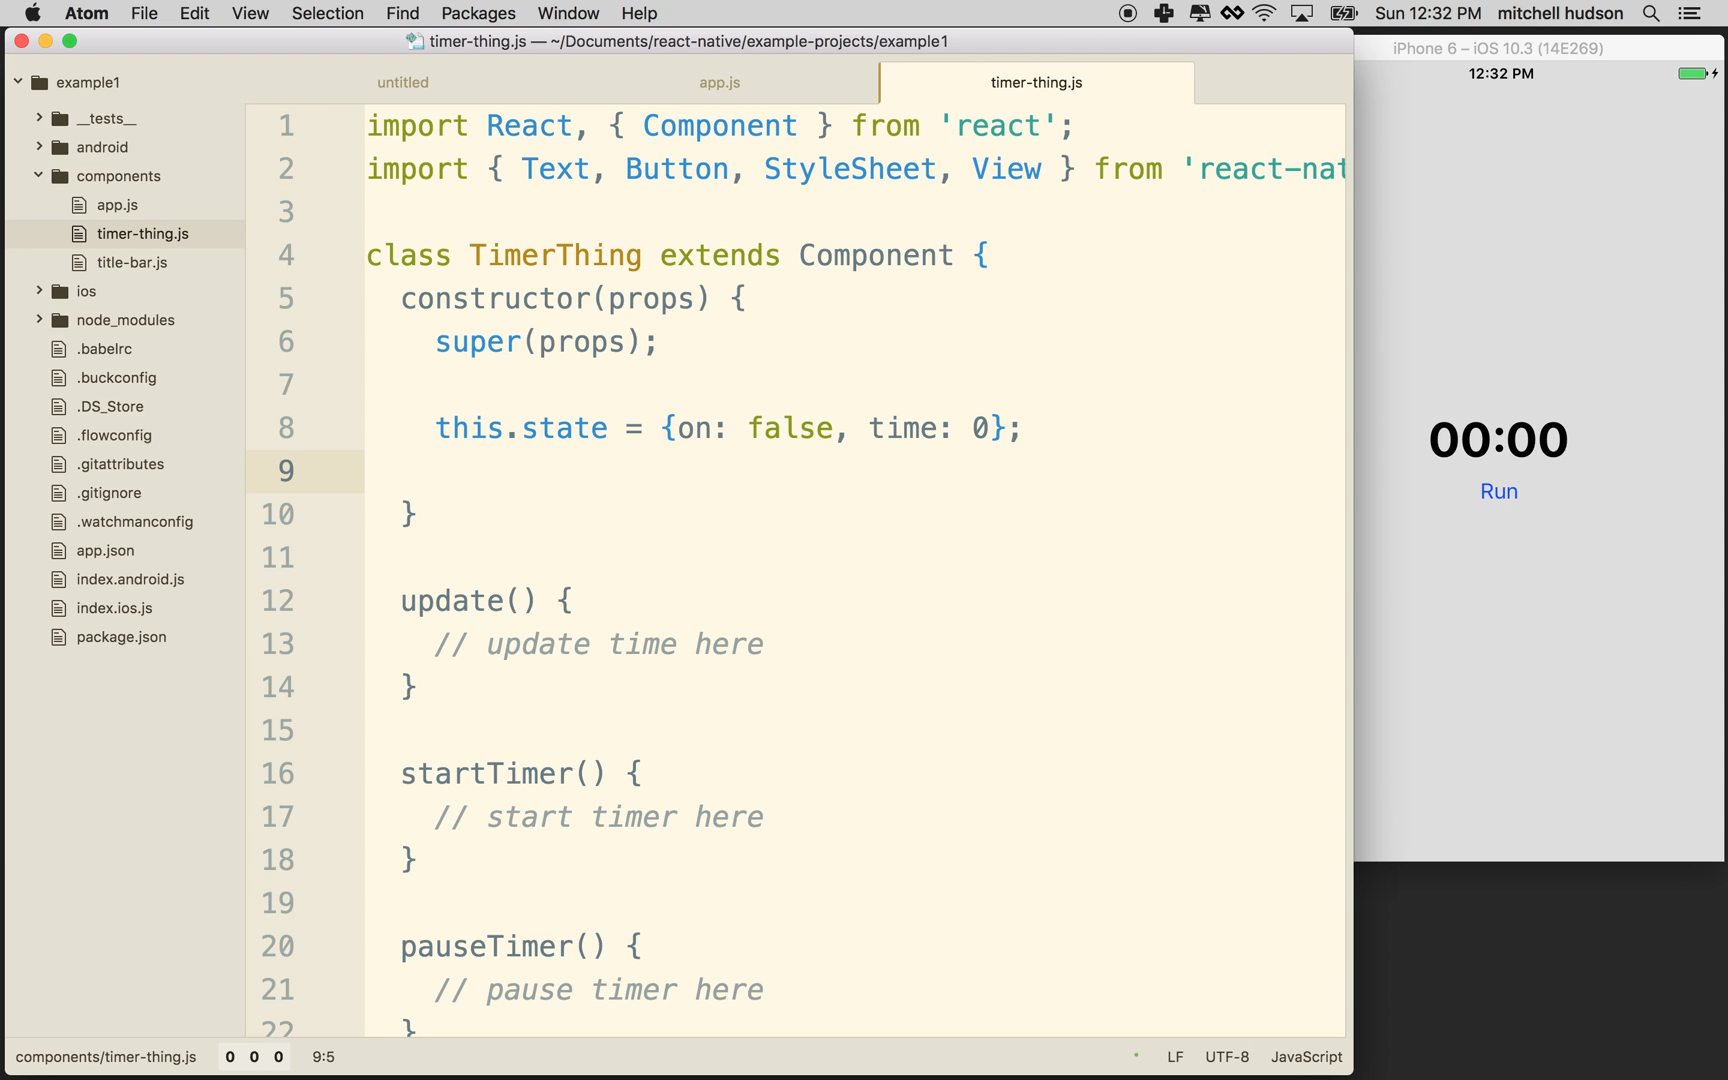 Atom File Edit View Selection Find Packages Window Help Sun 12:32 PM mitchell hudson
timer-thing.js — ~/Documents/react-native/example-projects/example1
iPhone 6 – iOS 10.3 (14E269)
12:32 PM
example1
__tests__
android
components
app.js
timer-thing.js
title-bar.js
ios
node_modules
.babelrc
.buckconfig
.DS_Store
.flowconfig
.gitattributes
.gitignore
.watchmanconfig
app.json
index.android.js
index.ios.js
package.json
untitled app.js timer-thing.js
1 import React, { Component } from 'react';
2 import { Text, Button, StyleSheet, View } from 'react-nat
3
4 class TimerThing extends Component {
5 constructor(props) {
6 super(props);
7
8 this.state = {on: false, time: 0};
9
10 }
11
12 update() {
13 // update time here
14 }
15
16 startTimer() {
17 // start timer here
18 }
19
20 pauseTimer() {
21 // pause timer here
22 }
00:00
Run
components/timer-thing.js 0 0 0 9:5 LF UTF-8 JavaScript